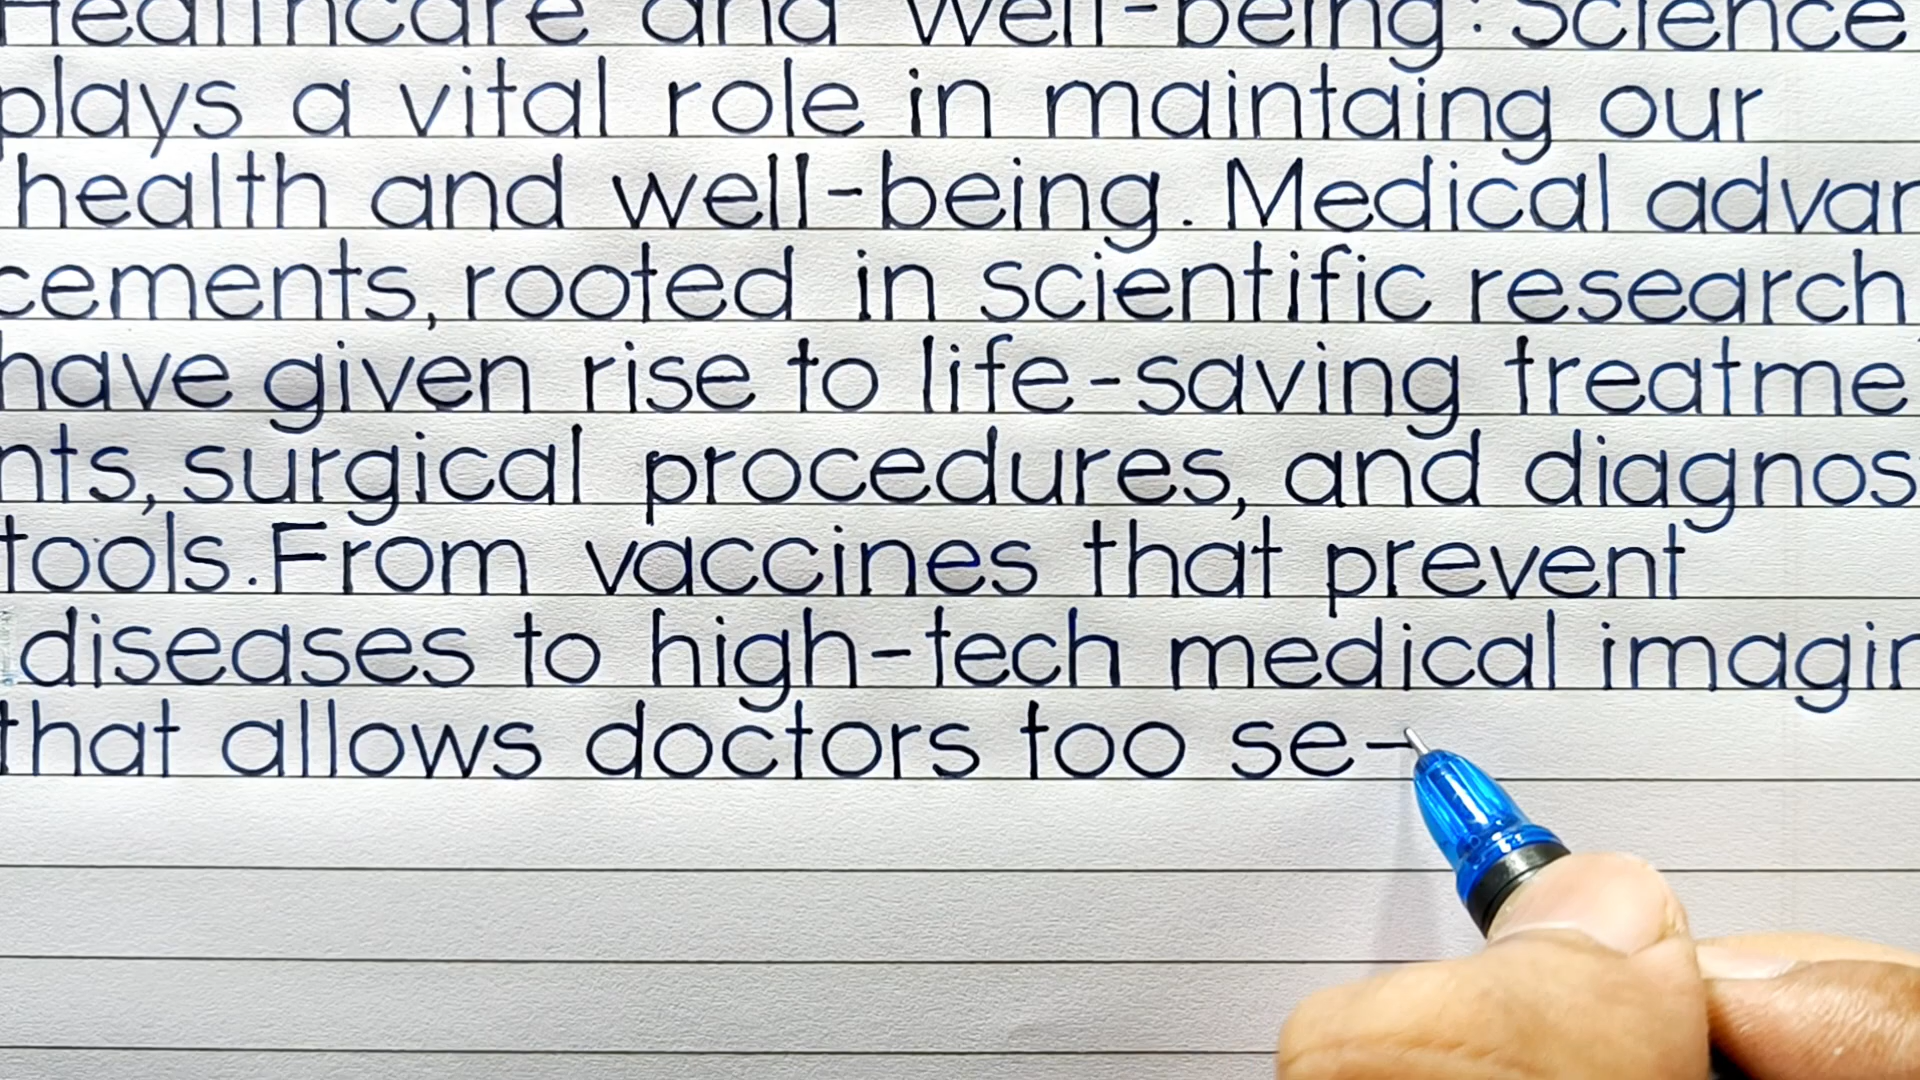 Healthcare and well-being: Science
plays a vital role in maintaing our
health and well-being. Medical advan
cements, rooted in scientific research
have given rise to life-saving treatme
nts, surgical procedures, and diagnos
tools. From vaccines that prevent
diseases to high-tech medical imagin
that allows doctors too se-